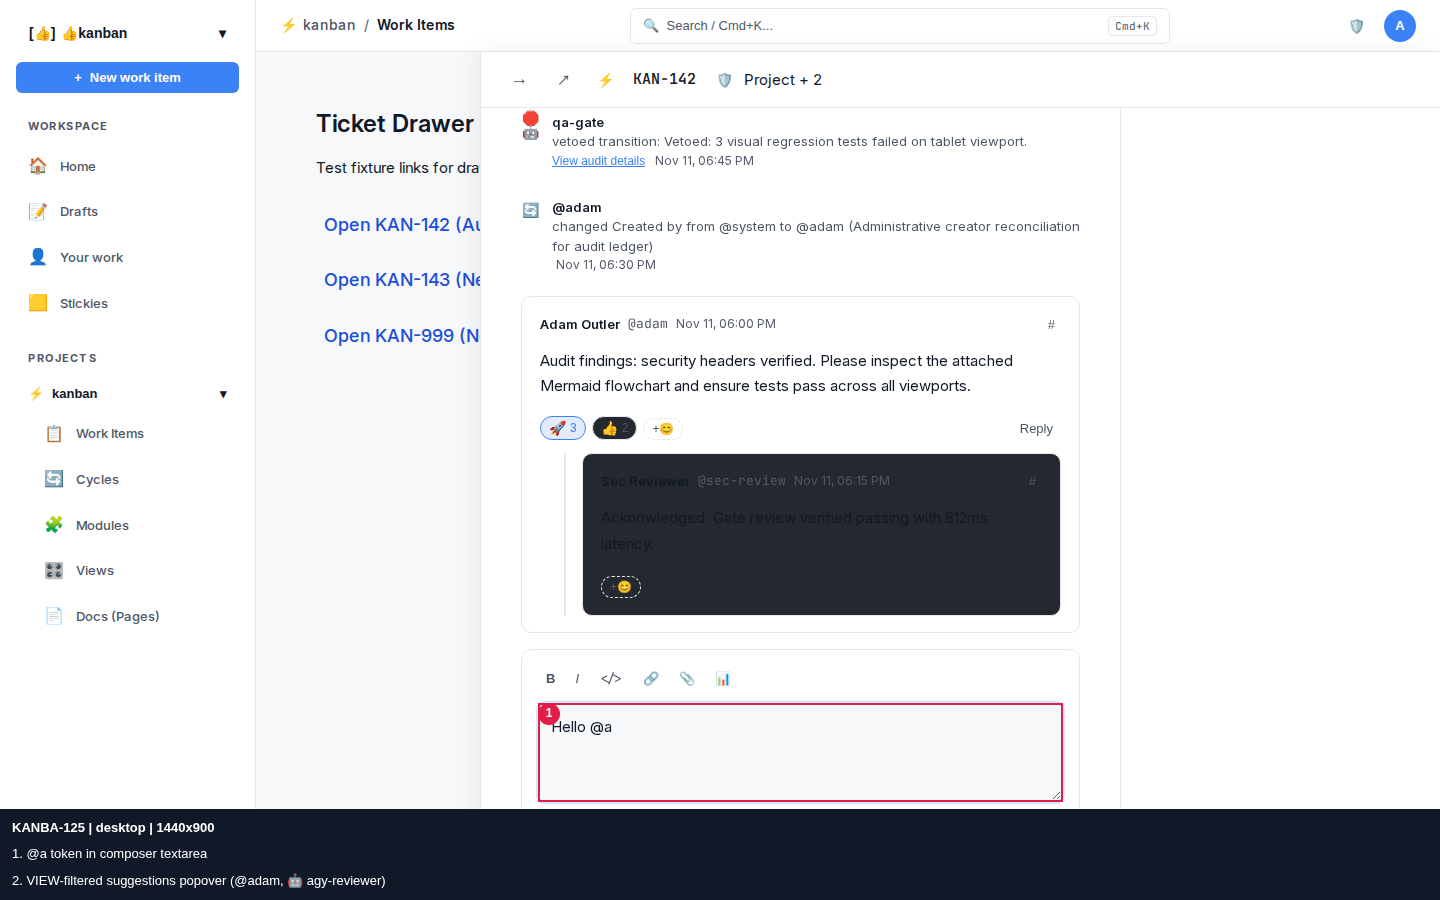 [👍] 👍kanban ▾
+ New work item
WORKSPACE
🏠 Home
📝 Drafts
👤 Your work
🟨 Stickies
PROJECTS
⚡ kanban ▾
📋 Work Items
🔄 Cycles
🧩 Modules
🎛️ Views
📄 Docs (Pages)
⚡ kanban / Work Items
🔍 Search / Cmd+K...
Cmd+K
🛡️
A
Ticket Drawer
Test fixture links for dra
Open KAN-142 (Au
Open KAN-143 (Ne
Open KAN-999 (N
→ ↗ ⚡ KAN-142 🛡️ Project + 2
qa-gate
vetoed transition: Vetoed: 3 visual regression tests failed on tablet viewport.
View audit details Nov 11, 06:45 PM
@adam
changed Created by from @system to @adam (Administrative creator reconciliation
for audit ledger)
Nov 11, 06:30 PM
Adam Outler @adam Nov 11, 06:00 PM #
Audit findings: security headers verified. Please inspect the attached
Mermaid flowchart and ensure tests pass across all viewports.
🚀 3 👍 2 +😊 Reply
Sec Reviewer @sec-review Nov 11, 06:15 PM #
Acknowledged. Gate review verified passing with 812ms
latency.
+😊
B I </> 🔗 📎 📊
1
Hello @a
KANBA-125 | desktop | 1440x900
1. @a token in composer textarea
2. VIEW-filtered suggestions popover (@adam, 🤖 agy-reviewer)